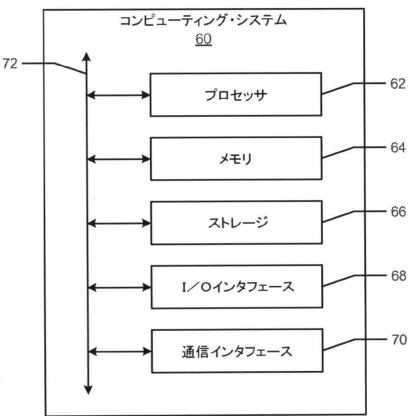 コンピューティング・システム
60
72
プロセッサ
62
メモリ
64
ストレージ
66
I／Oインタフェース
68
通信インタフェース
70